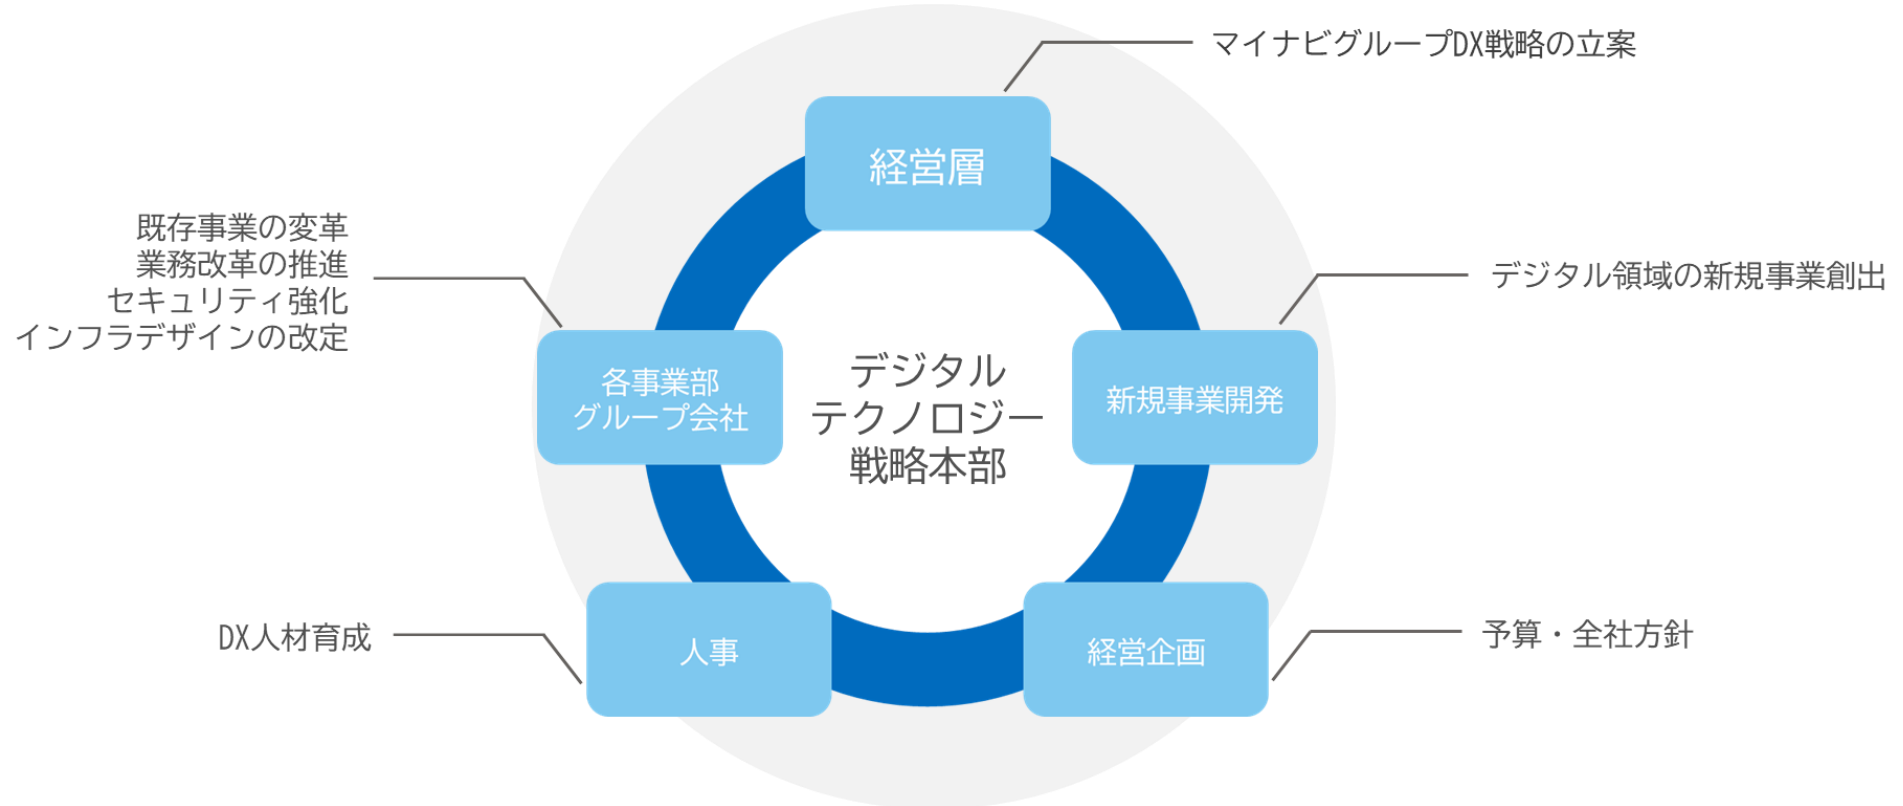 マイナビグループDX戦略の立案
経営層
既存事業の変革
業務改革の推進
セキュリティ強化
インフラデザインの改定
デジタル領域の新規事業創出
各事業部
グループ会社
デジタル
テクノロジー
戦略本部
新規事業開発
DX人材育成
人事
経営企画
予算・全社方針